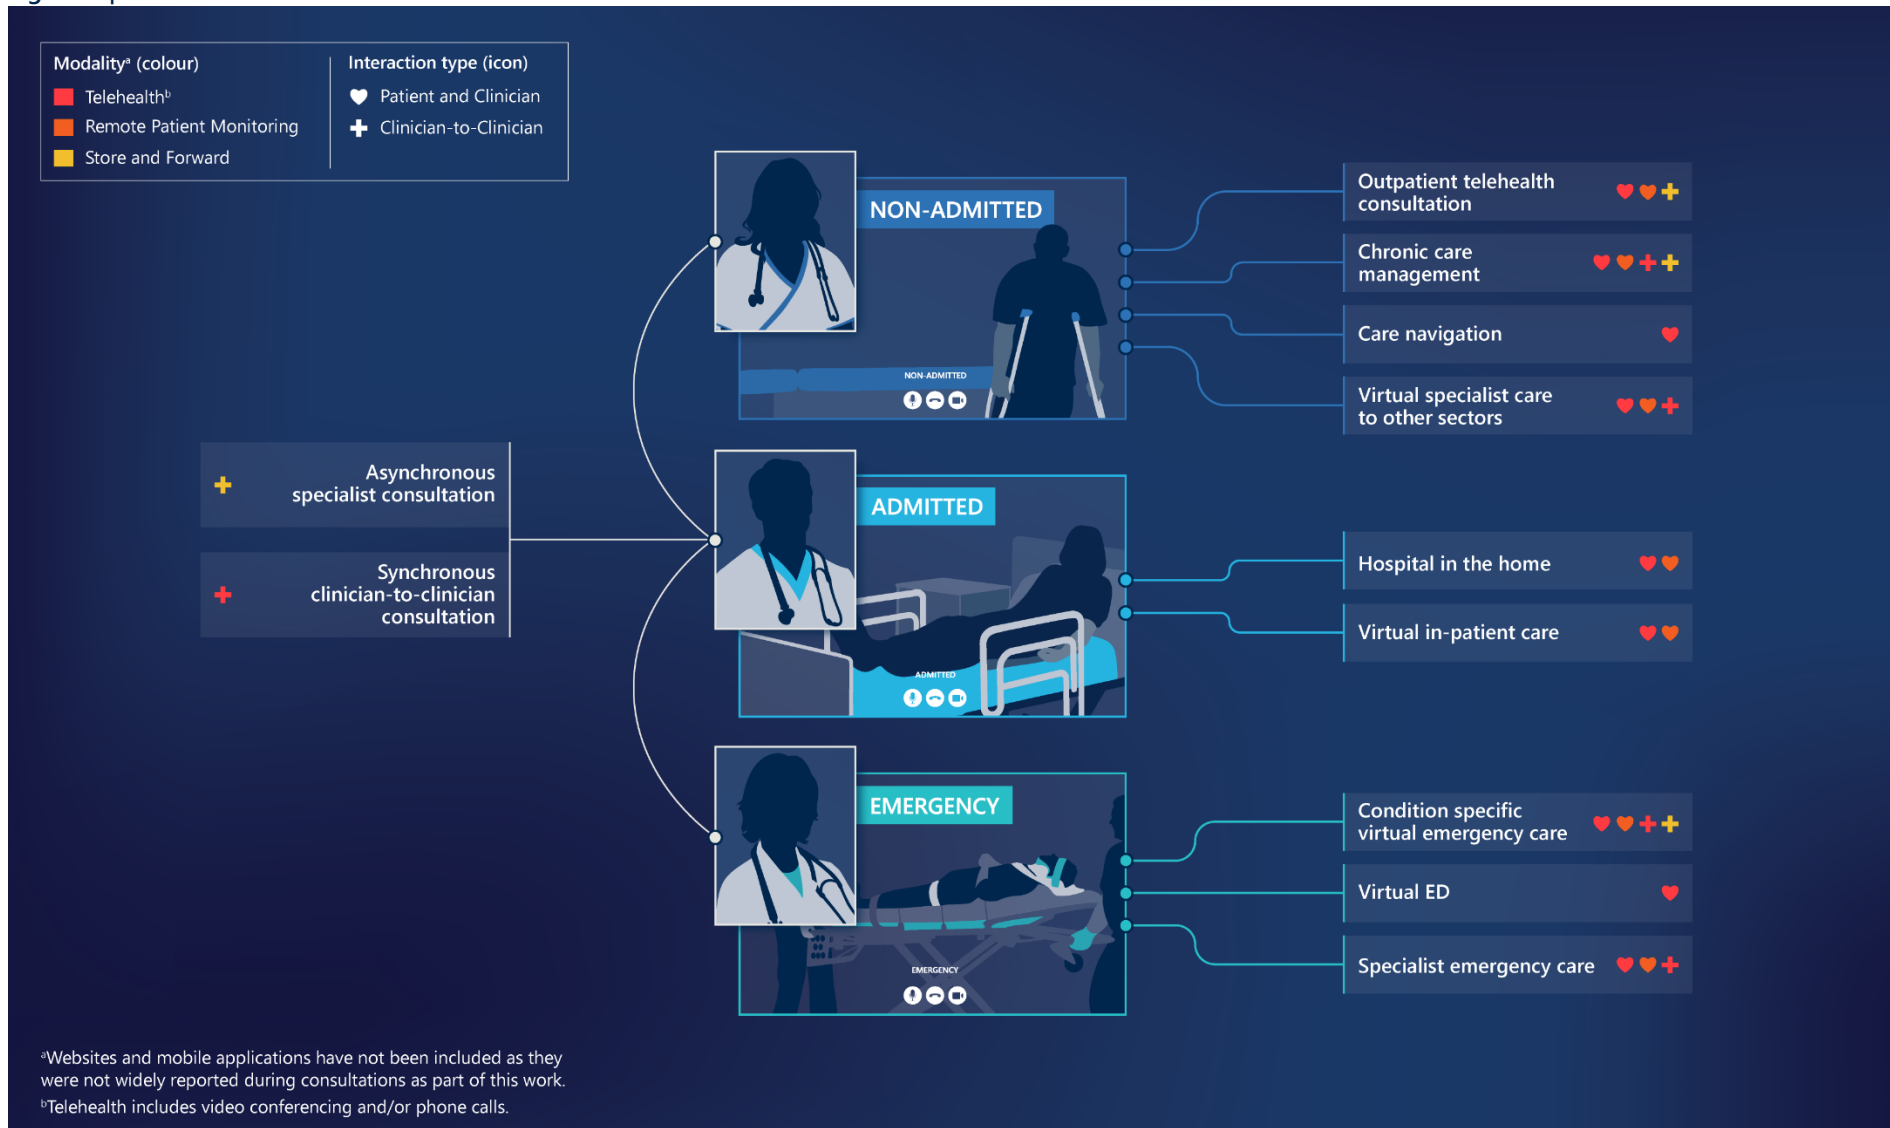 Modalityᵃ (colour)
Telehealthᵇ
Remote Patient Monitoring
Store and Forward
Interaction type (icon)
Patient and Clinician
Clinician-to-Clinician
NON-ADMITTED
NON-ADMITTED
Outpatient telehealth
consultation
Chronic care
management
Care navigation
Virtual specialist care
to other sectors
Asynchronous
specialist consultation
Synchronous
clinician-to-clinician
consultation
ADMITTED
ADMITTED
Hospital in the home
Virtual in-patient care
EMERGENCY
EMERGENCY
Condition specific
virtual emergency care
Virtual ED
Specialist emergency care
ᵃWebsites and mobile applications have not been included as they
were not widely reported during consultations as part of this work.
ᵇTelehealth includes video conferencing and/or phone calls.